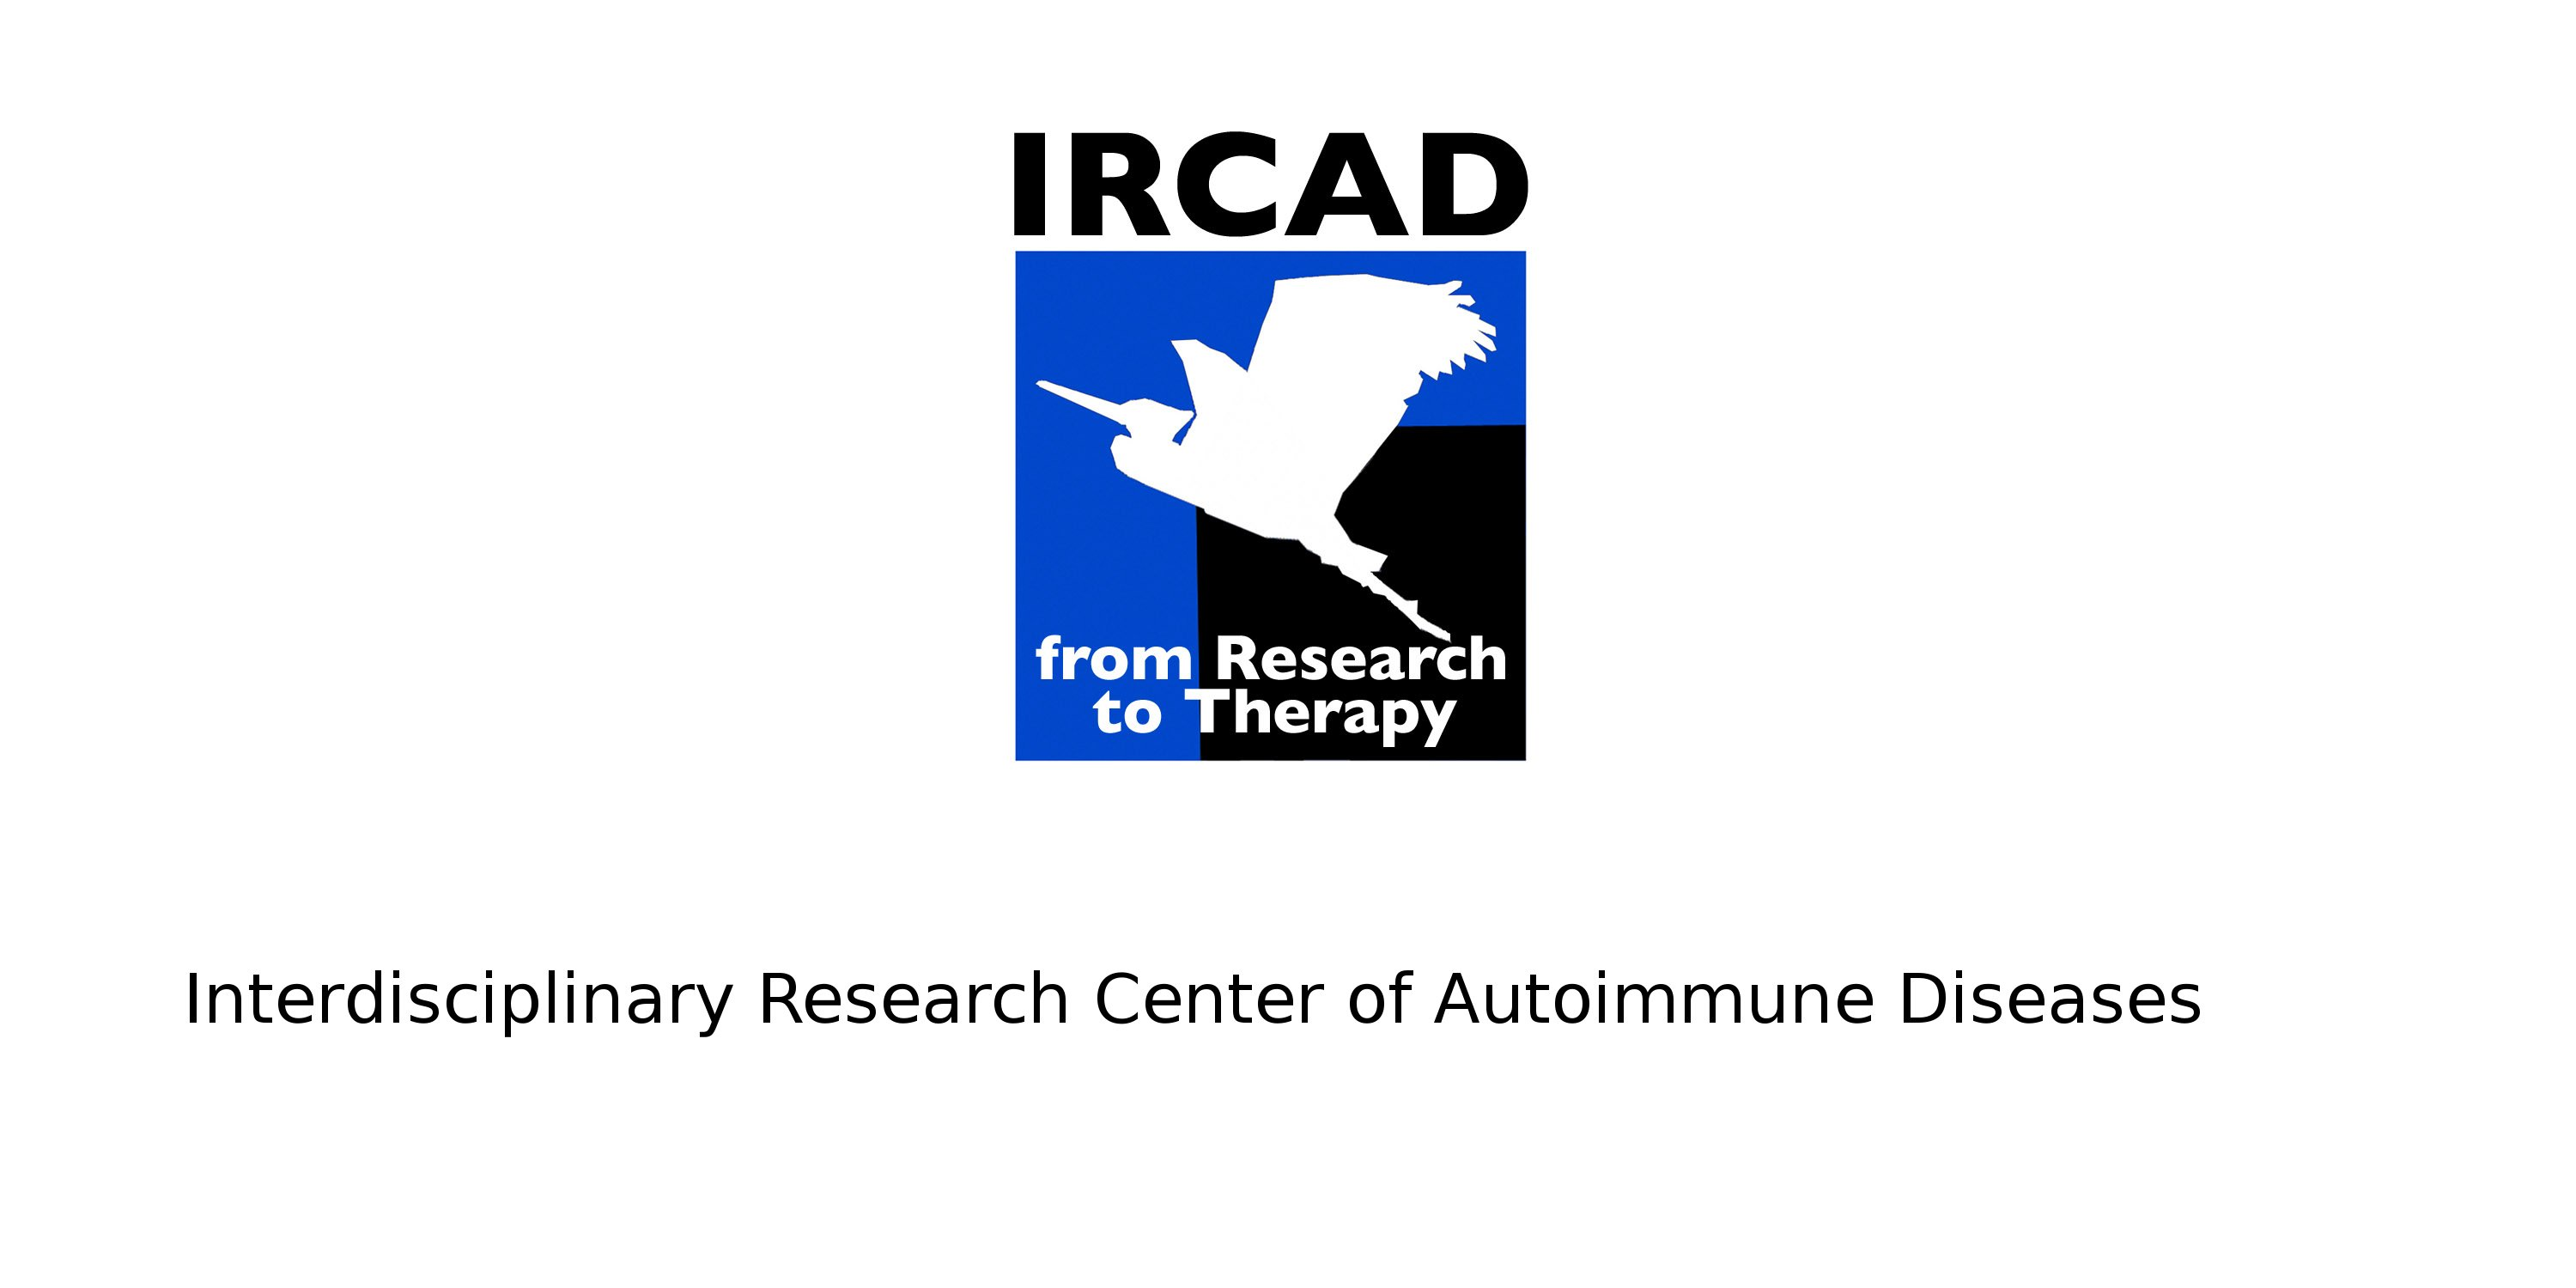 IRCAD
from Research
to Therapy
Interdisciplinary Research Center of Autoimmune Diseases